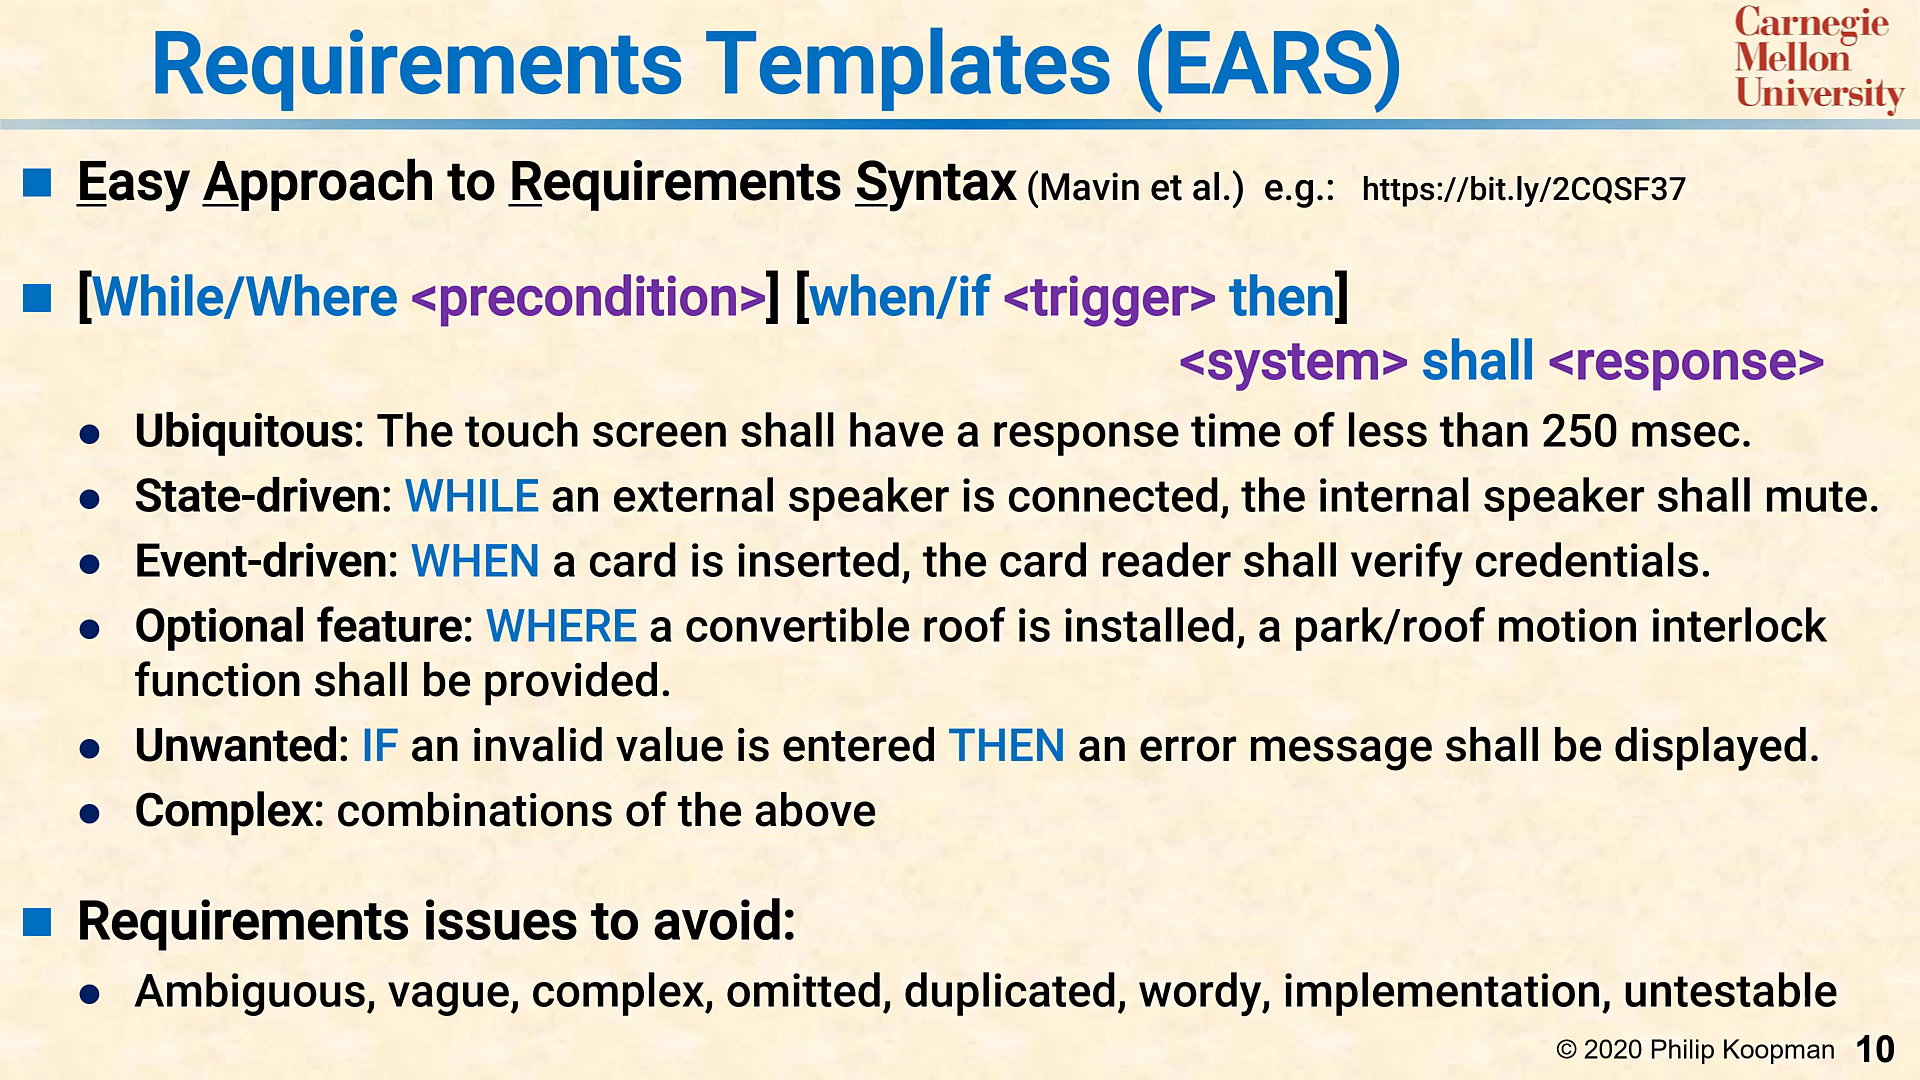 Requirements Templates (EARS)
Carnegie
Mellon
University
Easy Approach to Requirements Syntax (Mavin et al.) e.g.: https://bit.ly/2CQSF37
[While/Where <precondition>] [when/if <trigger> then]
<system> shall <response>
Ubiquitous: The touch screen shall have a response time of less than 250 msec.
State-driven: WHILE an external speaker is connected, the internal speaker shall mute.
Event-driven: WHEN a card is inserted, the card reader shall verify credentials.
Optional feature: WHERE a convertible roof is installed, a park/roof motion interlock
function shall be provided.
Unwanted: IF an invalid value is entered THEN an error message shall be displayed.
Complex: combinations of the above
Requirements issues to avoid:
Ambiguous, vague, complex, omitted, duplicated, wordy, implementation, untestable
© 2020 Philip Koopman 10